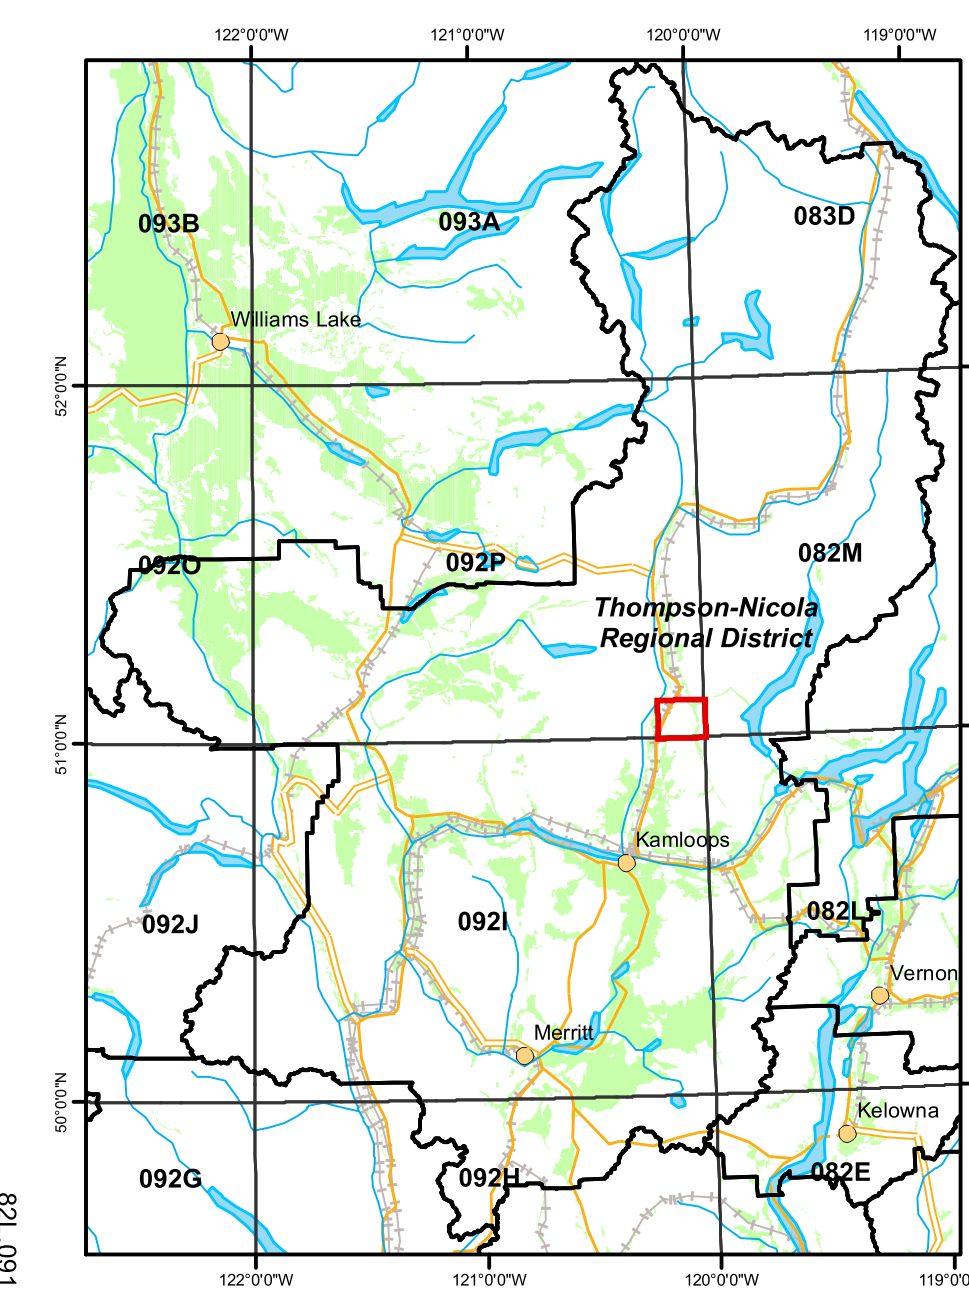 122°0'0"W
121°0'0"W
120°0'0"W
119°0'0"W
093B
093A
083D
Williams Lake
52°0'0"N
092O
092P
082M
Thompson-Nicola
Regional District
51°0'0"N
Kamloops
092J
092I
082L
Vernon
Merritt
50°0'0"N
Kelowna
092G
092H
082E
82L.091
122°0'0"W
121°0'0"W
120°0'0"W
119°0'0